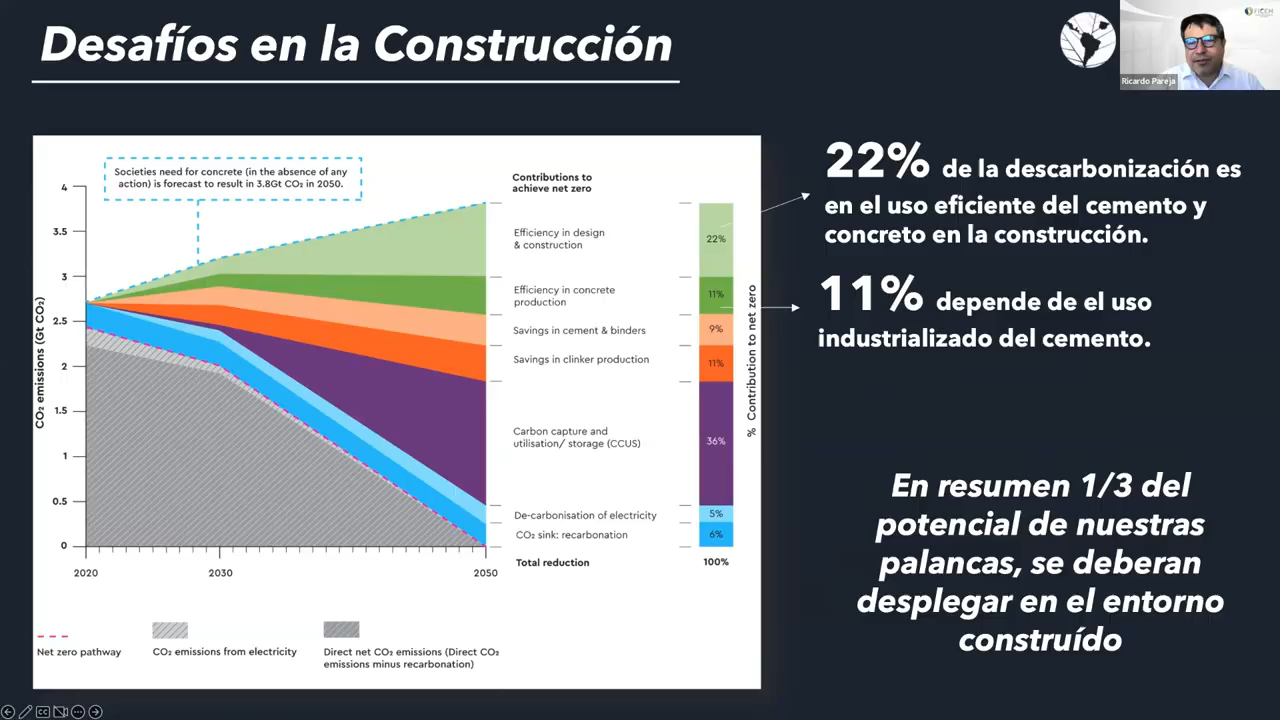 Desafíos en la Construcción
FICEM
Ricardo Pareja
Societies need for concrete (in the absence of any
action) is forecast to result in 3.8Gt CO₂ in 2050.
Contributions to
achieve net zero
CO₂ emissions (Gt CO₂)
4
3.5
3
2.5
2
1.5
1
0.5
0
2020
2030
2050
Efficiency in design
& construction
22%
Efficiency in concrete
production
11%
Savings in cement & binders
9%
Savings in clinker production
11%
Carbon capture and
utilisation/ storage (CCUS)
36%
De-carbonisation of electricity
5%
CO₂ sink: recarbonation
6%
Total reduction
100%
% Contribution to net zero
Net zero pathway
CO₂ emissions from electricity
Direct net CO₂ emissions (Direct CO₂
emissions minus recarbonation)
22% de la descarbonización es
en el uso eficiente del cemento y
concreto en la construcción.
11% depende de el uso
industrializado del cemento.
En resumen 1/3 del
potencial de nuestras
palancas, se deberan
desplegar en el entorno
construído